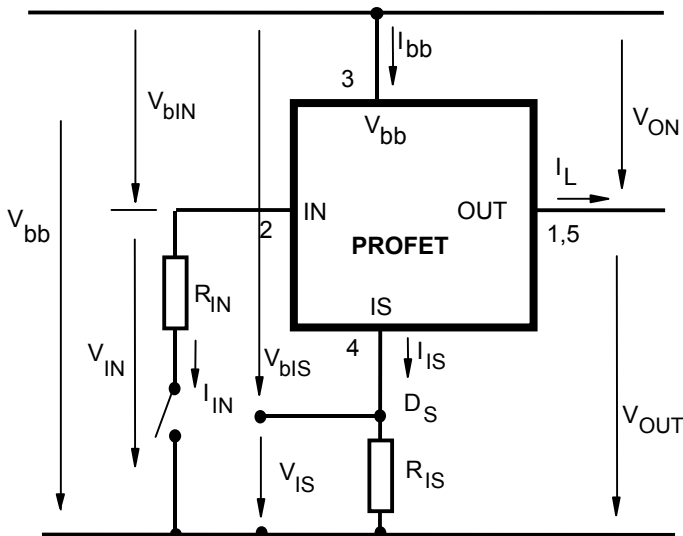 I_bb
3
V_bIN
V_bb
V_ON
I_L
IN
OUT
2
PROFET
1,5
V_bb
R_IN
IS
4
I_IS
V_IN
V_bIS
I_IN
D_S
V_OUT
V_IS
R_IS